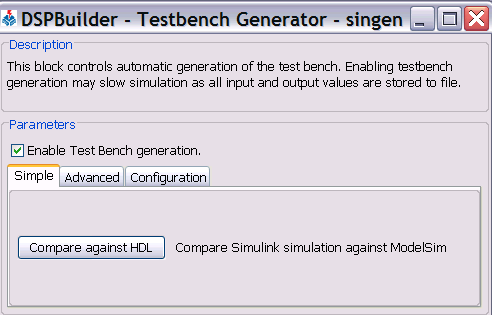 DSPBuilder - Testbench Generator - singen
Description
This block controls automatic generation of the test bench. Enabling testbench
generation may slow simulation as all input and output values are stored to file.
Parameters
Enable Test Bench generation.
Simple Advanced Configuration
Compare against HDL Compare Simulink simulation against ModelSim